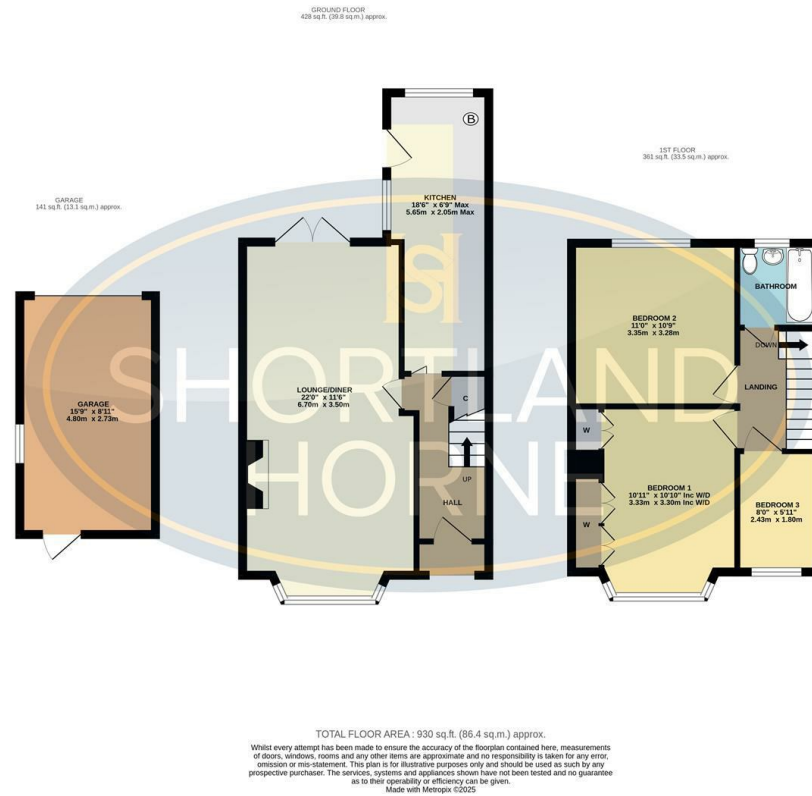 GROUND FLOOR
428 sq.ft. (39.8 sq.m.) approx.
1ST FLOOR
361 sq.ft. (33.5 sq.m.) approx.
GARAGE
141 sq.ft. (13.1 sq.m.) approx.
B
KITCHEN
18'6" x 6'9" Max
5.65m x 2.05m Max
SH
SHORTLAND
HORNE
GARAGE
15'9" x 8'11"
4.80m x 2.73m
LOUNGE/DINER
22'0" x 11'6"
6.70m x 3.50m
C
UP
HALL
BEDROOM 2
11'0" x 10'9"
3.35m x 3.28m
BATHROOM
DOWN
LANDING
W
BEDROOM 1
10'11" x 10'10" Inc W/D
3.33m x 3.30m Inc W/D
W
BEDROOM 3
8'0" x 5'11"
2.43m x 1.80m
TOTAL FLOOR AREA : 930 sq.ft. (86.4 sq.m.) approx.
Whilst every attempt has been made to ensure the accuracy of the floorplan contained here, measurements
of doors, windows, rooms and any other items are approximate and no responsibility is taken for any error,
omission or mis-statement. This plan is for illustrative purposes only and should be used as such by any
prospective purchaser. The services, systems and appliances shown have not been tested and no guarantee
as to their operability or efficiency can be given.
Made with Metropix ©2025